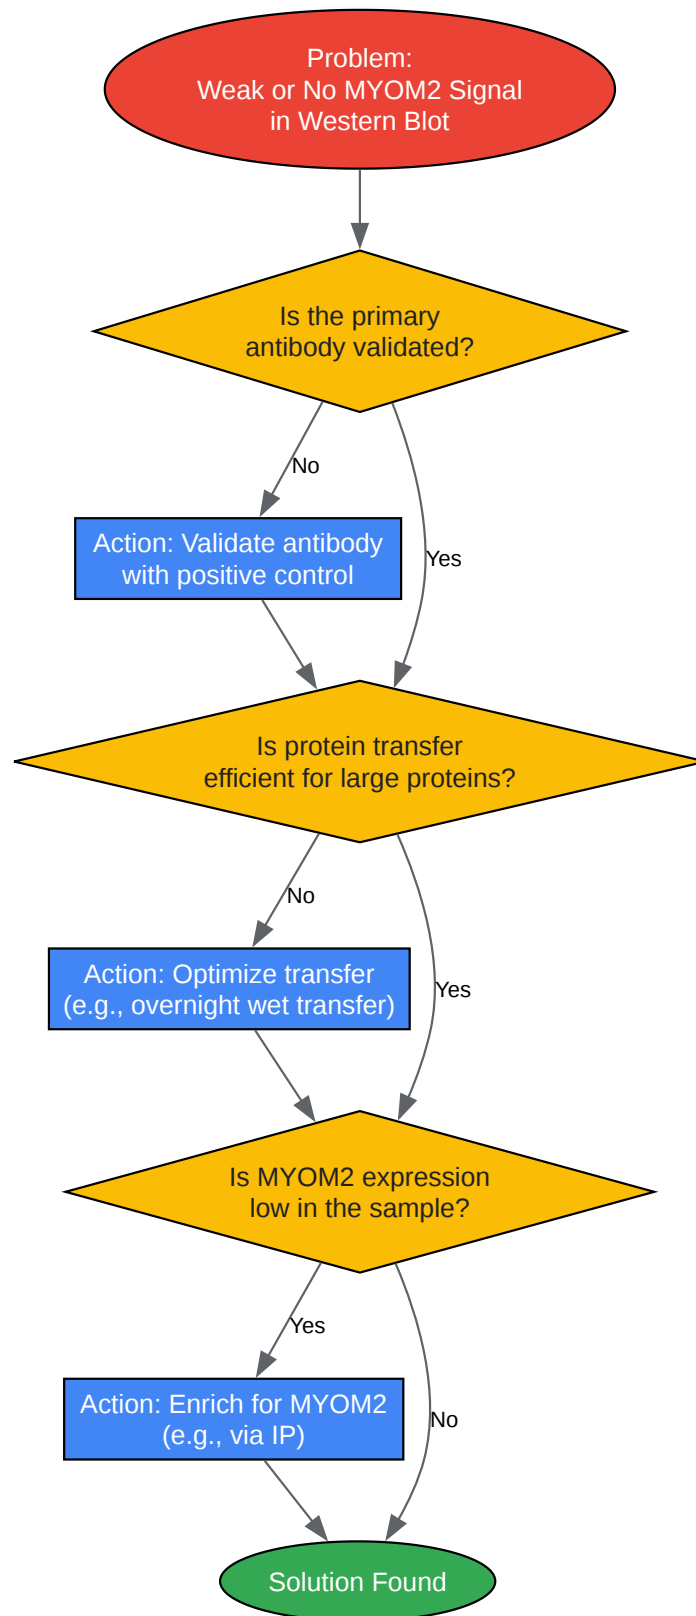 Problem:
Weak or No MYOM2 Signal
in Western Blot
Is the primary
antibody validated?
No
Yes
Action: Validate antibody
with positive control
Is protein transfer
efficient for large proteins?
No
Yes
Action: Optimize transfer
(e.g., overnight wet transfer)
Is MYOM2 expression
low in the sample?
Yes
No
Action: Enrich for MYOM2
(e.g., via IP)
Solution Found